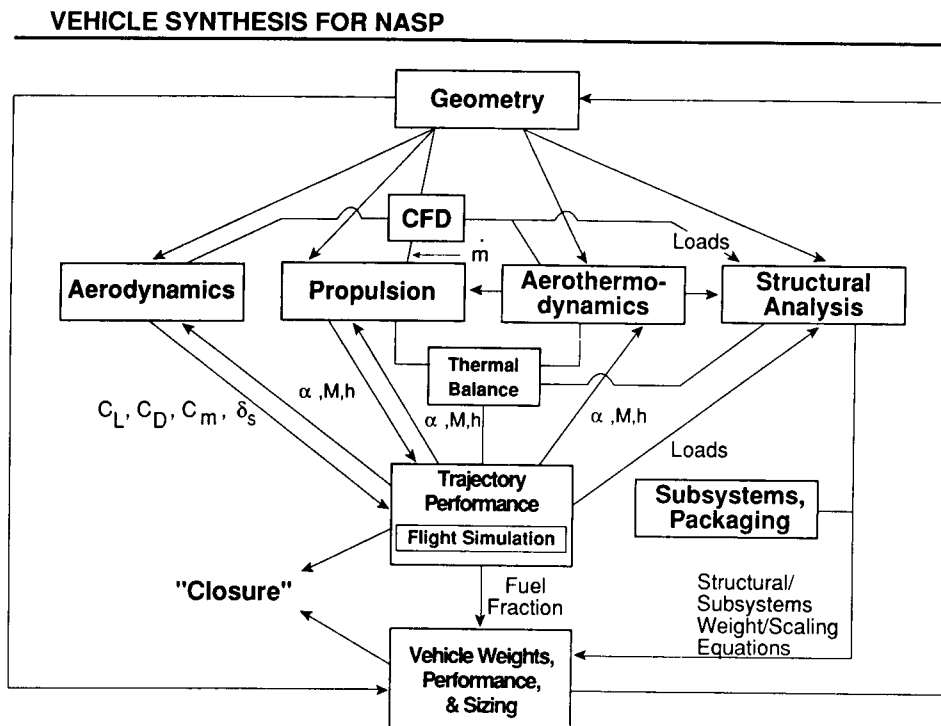 VEHICLE SYNTHESIS FOR NASP
Geometry
CFD
Loads
ṁ
Aerodynamics
Propulsion
Aerothermo-
dynamics
Structural
Analysis
Thermal
Balance
C_L, C_D, C_m, δ_s
α ,M,h
α ,M,h
α ,M,h
Loads
Trajectory
Performance
Flight Simulation
Subsystems,
Packaging
"Closure"
Fuel
Fraction
Structural/
Subsystems
Weight/Scaling
Equations
Vehicle Weights,
Performance,
& Sizing